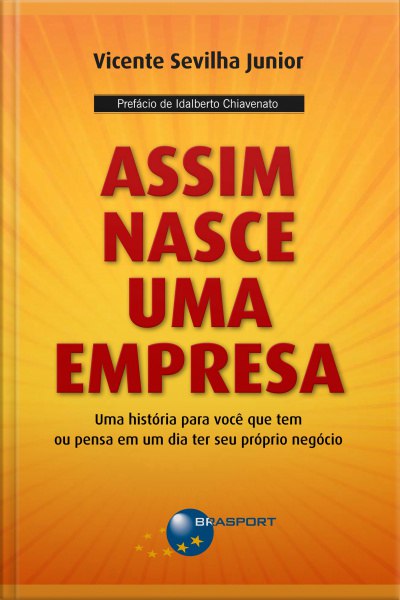 Vicente Sevilha Junior
Prefácio de Idalberto Chiavenato
ASSIM
NASCE
UMA
EMPRESA
Uma história para você que tem
ou pensa em um dia ter seu próprio negócio
BRASPORT